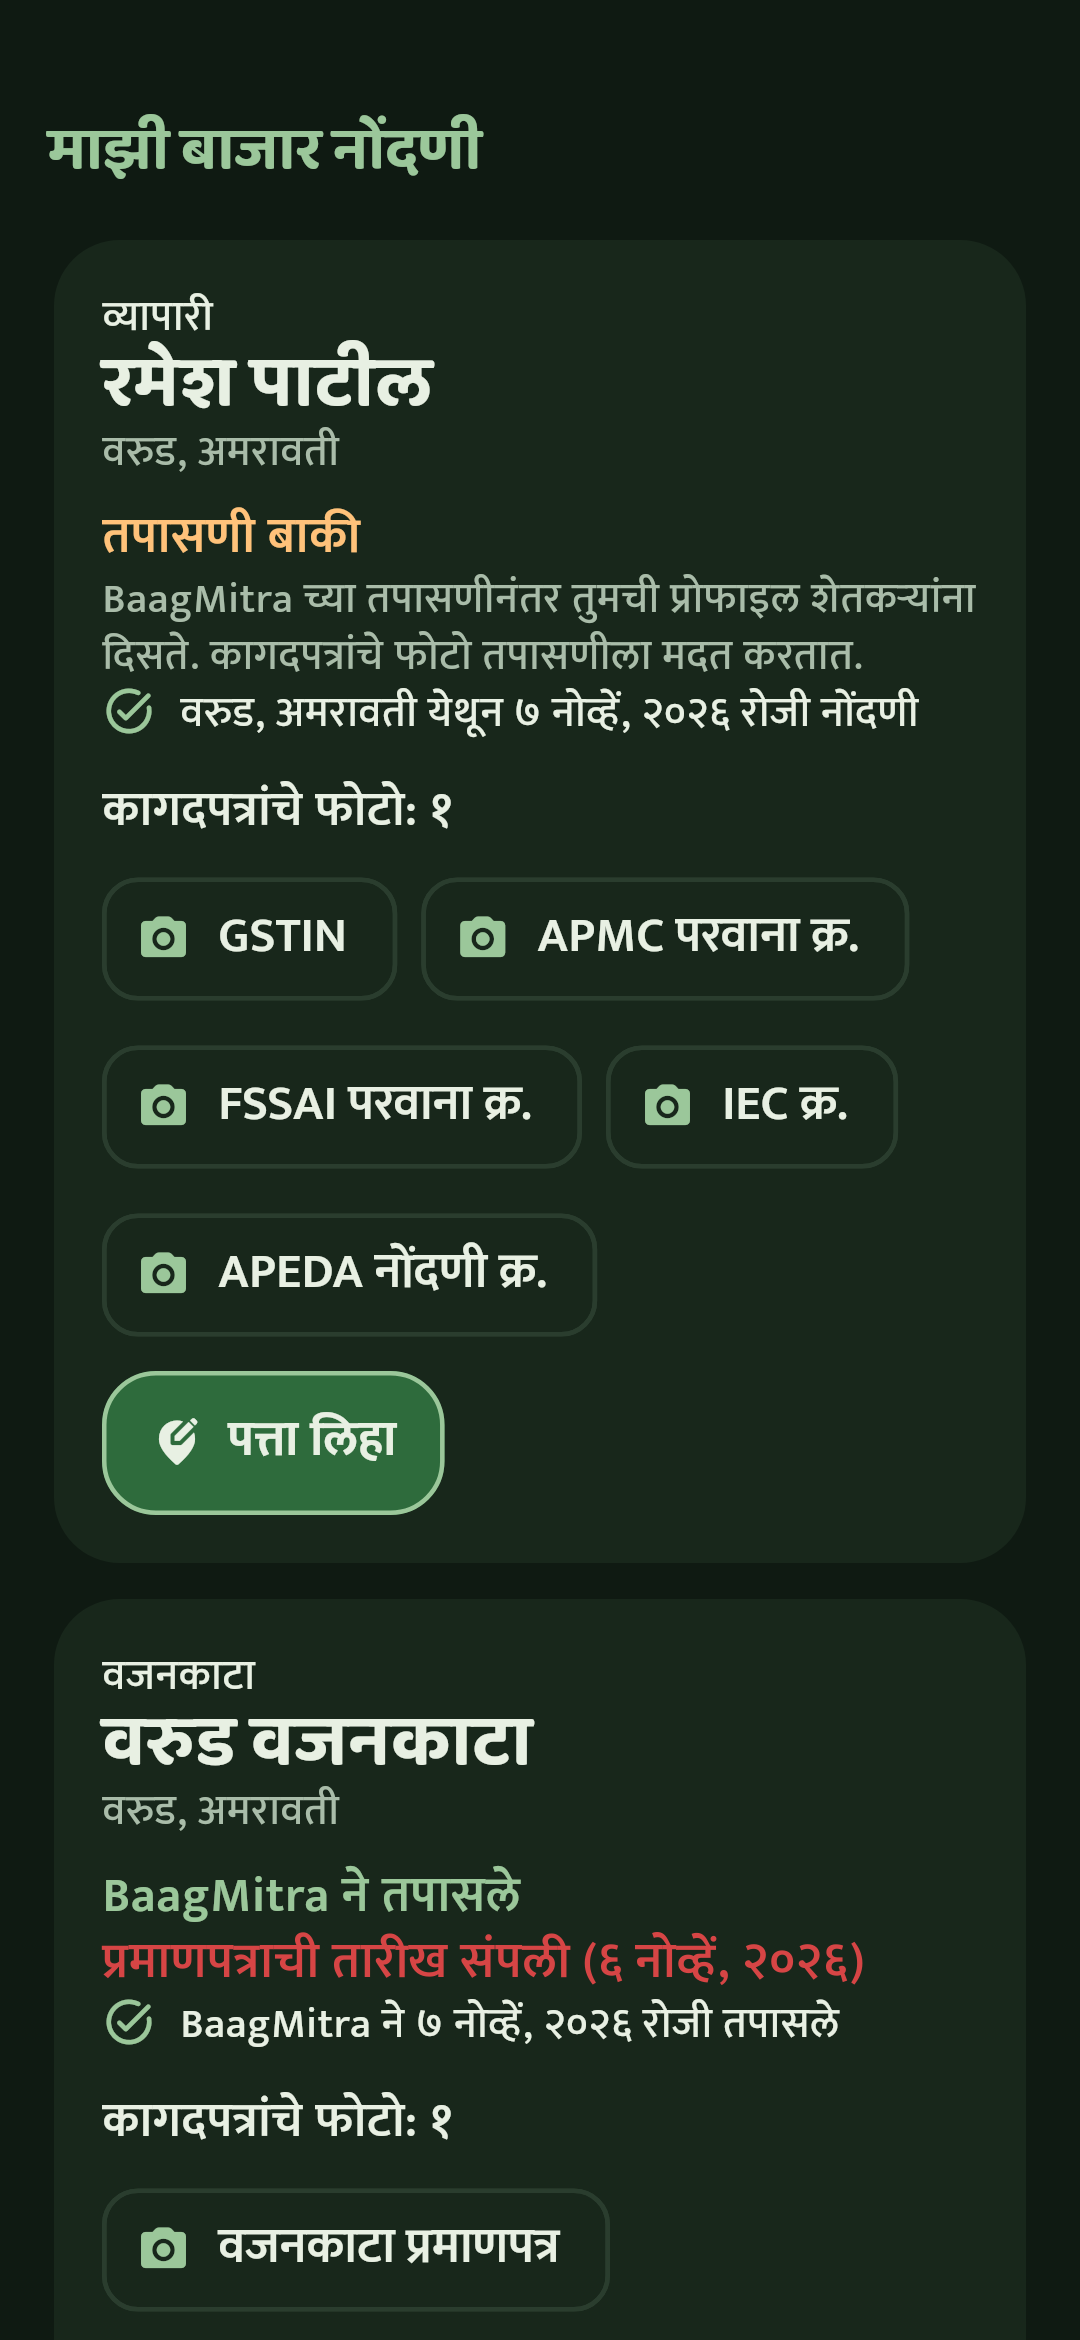 माझी बाजार नोंदणी
व्यापारी
रमेश पाटील
वरुड, अमरावती
तपासणी बाकी
BaagMitra च्या तपासणीनंतर तुमची प्रोफाइल शेतकऱ्यांना
दिसते. कागदपत्रांचे फोटो तपासणीला मदत करतात.
वरुड, अमरावती येथून ७ नोव्हें, २०२६ रोजी नोंदणी
कागदपत्रांचे फोटो: १
GSTIN
APMC परवाना क्र.
FSSAI परवाना क्र.
IEC क्र.
APEDA नोंदणी क्र.
पत्ता लिहा
वजनकाटा
वरुड वजनकाटा
वरुड, अमरावती
BaagMitra ने तपासले
प्रमाणपत्राची तारीख संपली (६ नोव्हें, २०२६)
BaagMitra ने ७ नोव्हें, २०२६ रोजी तपासले
कागदपत्रांचे फोटो: १
वजनकाटा प्रमाणपत्र